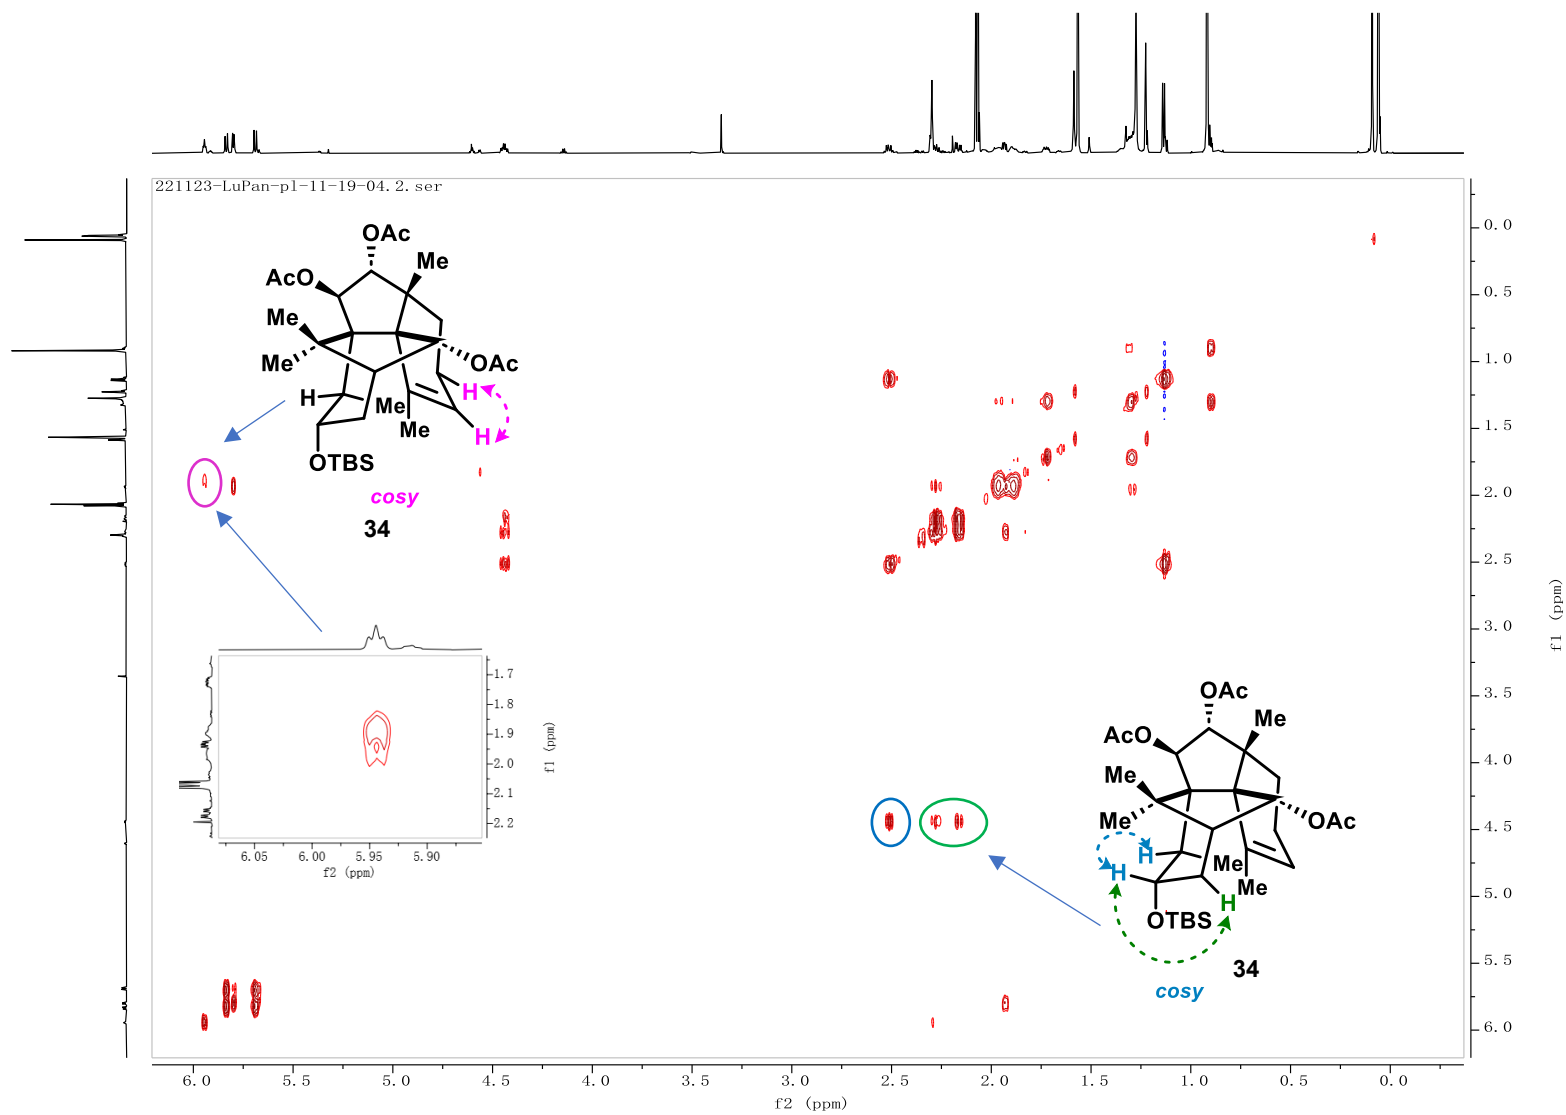 221123-LuPan-pl-11-19-04.2.ser
OAc
AcO
Me
Me
Me
OAc
H
Me
Me
H
H
OTBS
cosy
34
1.7
1.8
1.9
2.0
2.1
2.2
f1 (ppm)
6.05 6.00 5.95 5.90
f2 (ppm)
OAc
AcO
Me
Me
Me
OAc
H
Me
H
Me
H
OTBS
34
cosy
0.0
0.5
1.0
1.5
2.0
2.5
3.0
3.5
4.0
4.5
5.0
5.5
6.0
f1 (ppm)
6.0 5.5 5.0 4.5 4.0 3.5 3.0 2.5 2.0 1.5 1.0 0.5 0.0
f2 (ppm)